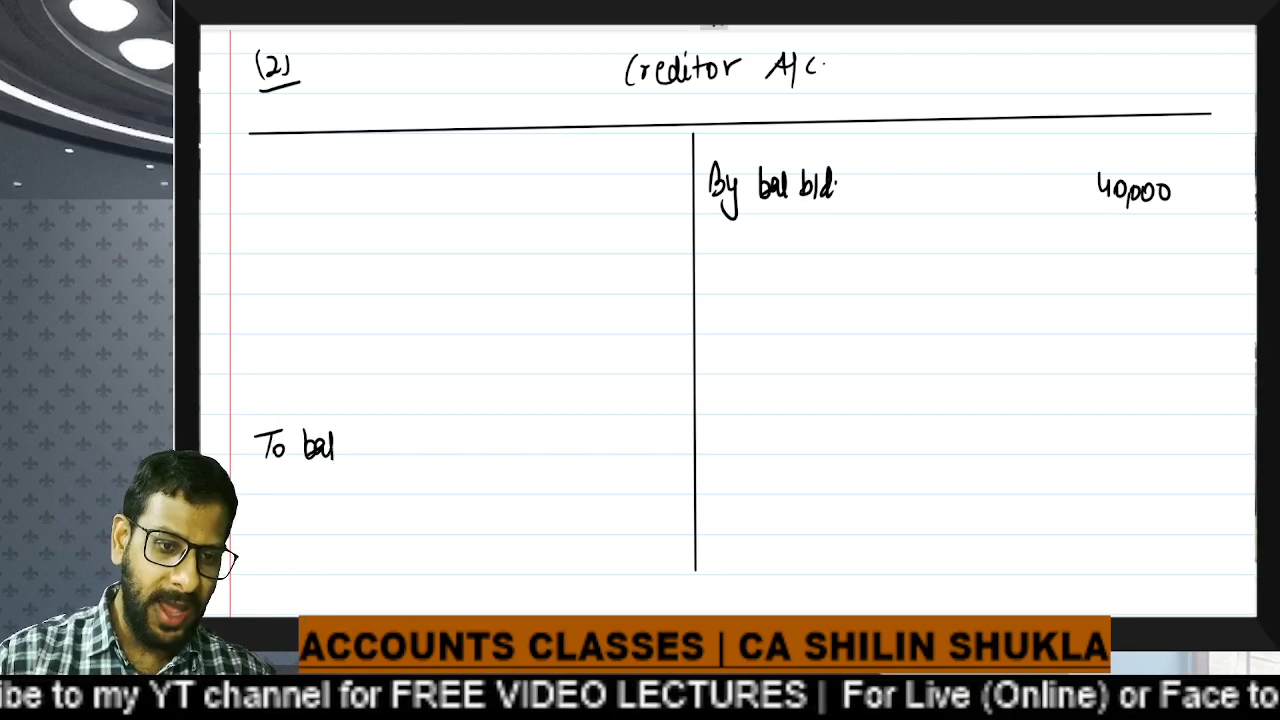 (2) Creditor A/c.
By bal b/d. 40,000
To bal
ACCOUNTS CLASSES | CA SHILIN SHUKLA
ibe to my YT channel for FREE VIDEO LECTURES | For Live (Online) or Face to